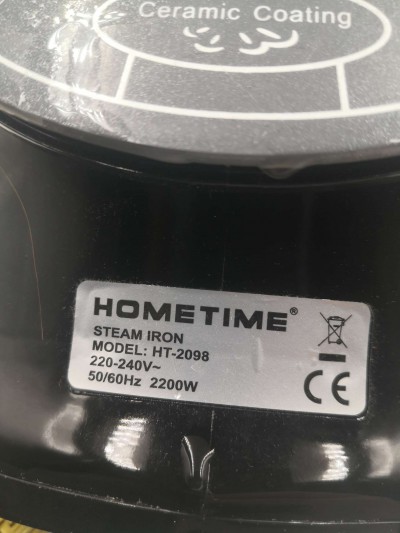 Ceramic Coating
HOMETIME®
STEAM IRON
MODEL: HT-2098
220-240V~
50/60Hz 2200W
CE